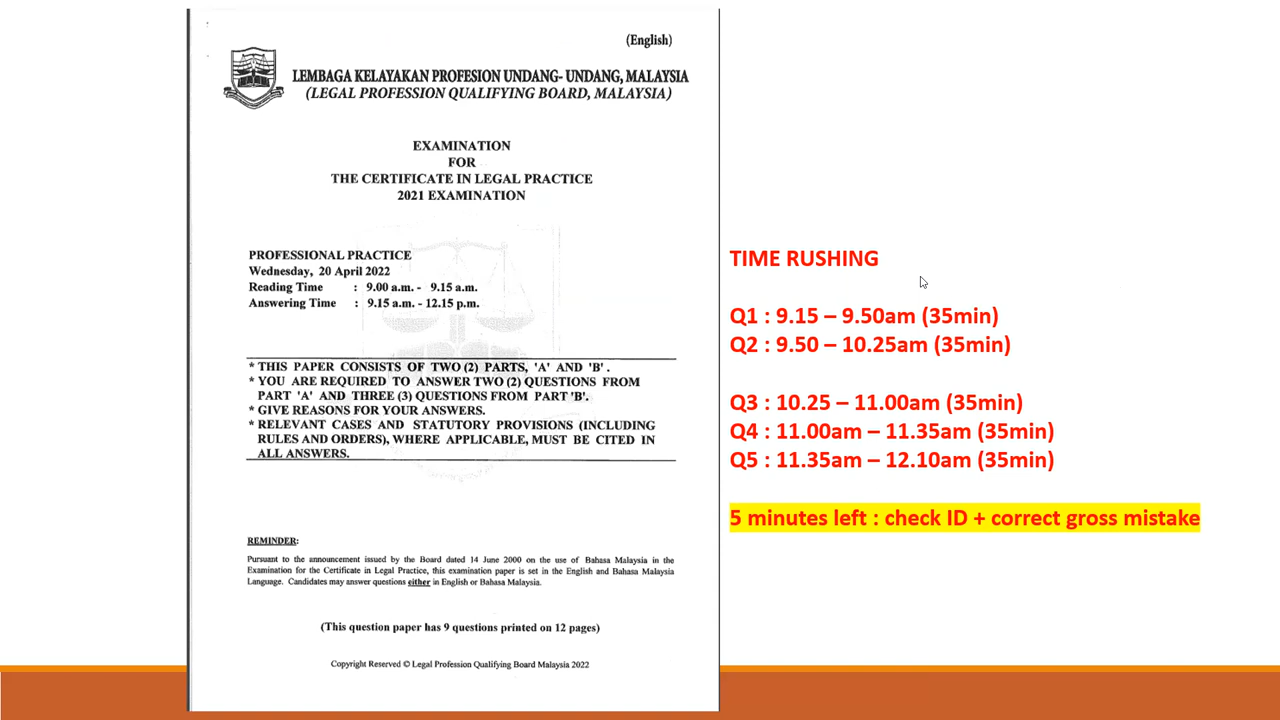 (English)
LEMBAGA KELAYAKAN PROFESION UNDANG- UNDANG, MALAYSIA
(LEGAL PROFESSION QUALIFYING BOARD, MALAYSIA)
EXAMINATION
FOR
THE CERTIFICATE IN LEGAL PRACTICE
2021 EXAMINATION
PROFESSIONAL PRACTICE
Wednesday, 20 April 2022
Reading Time : 9.00 a.m. - 9.15 a.m.
Answering Time : 9.15 a.m. - 12.15 p.m.
* THIS PAPER CONSISTS OF TWO (2) PARTS, 'A' AND 'B'.
* YOU ARE REQUIRED TO ANSWER TWO (2) QUESTIONS FROM
PART 'A' AND THREE (3) QUESTIONS FROM PART 'B'.
* GIVE REASONS FOR YOUR ANSWERS.
* RELEVANT CASES AND STATUTORY PROVISIONS (INCLUDING
RULES AND ORDERS), WHERE APPLICABLE, MUST BE CITED IN
ALL ANSWERS.
REMINDER:
Pursuant to the announcement issued by the Board dated 14 June 2000 on the use of Bahasa Malaysia in the
Examination for the Certificate in Legal Practice, this examination paper is set in the English and Bahasa Malaysia
Language. Candidates may answer questions either in English or Bahasa Malaysia.
(This question paper has 9 questions printed on 12 pages)
Copyright Reserved © Legal Profession Qualifying Board Malaysia 2022
TIME RUSHING
Q1 : 9.15 – 9.50am (35min)
Q2 : 9.50 – 10.25am (35min)
Q3 : 10.25 – 11.00am (35min)
Q4 : 11.00am – 11.35am (35min)
Q5 : 11.35am – 12.10am (35min)
5 minutes left : check ID + correct gross mistake